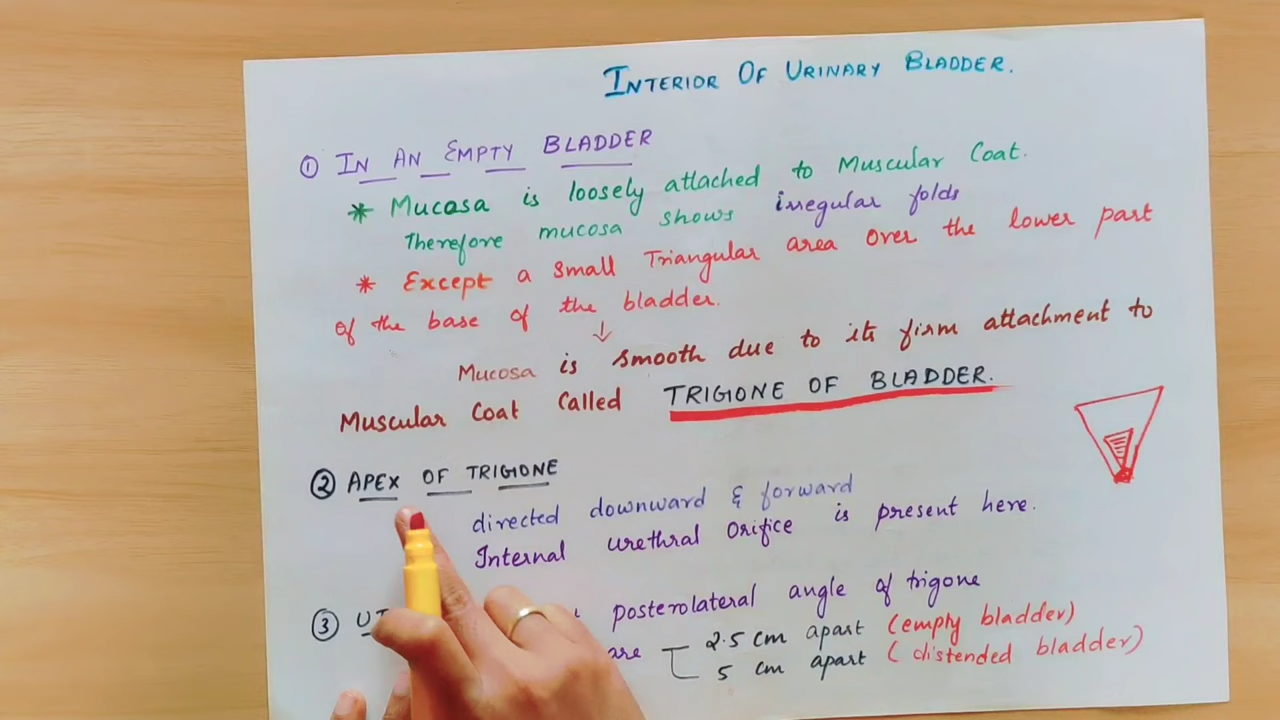 INTERIOR OF URINARY BLADDER.
① IN AN EMPTY BLADDER
* Mucosa is loosely attached to Muscular Coat.
Therefore mucosa shows irregular folds
* Except a small Triangular area over the lower part
of the base of the bladder.
↓
Mucosa is smooth due to its firm attachment to
Muscular Coat Called TRIGIONE OF BLADDER.
② APEX OF TRIGIONE
directed downward & forward
Internal urethral Orifice is present here.
③ posterolateral angle of trigone
are 2.5 cm apart (empty bladder)
5 cm apart (distended bladder)